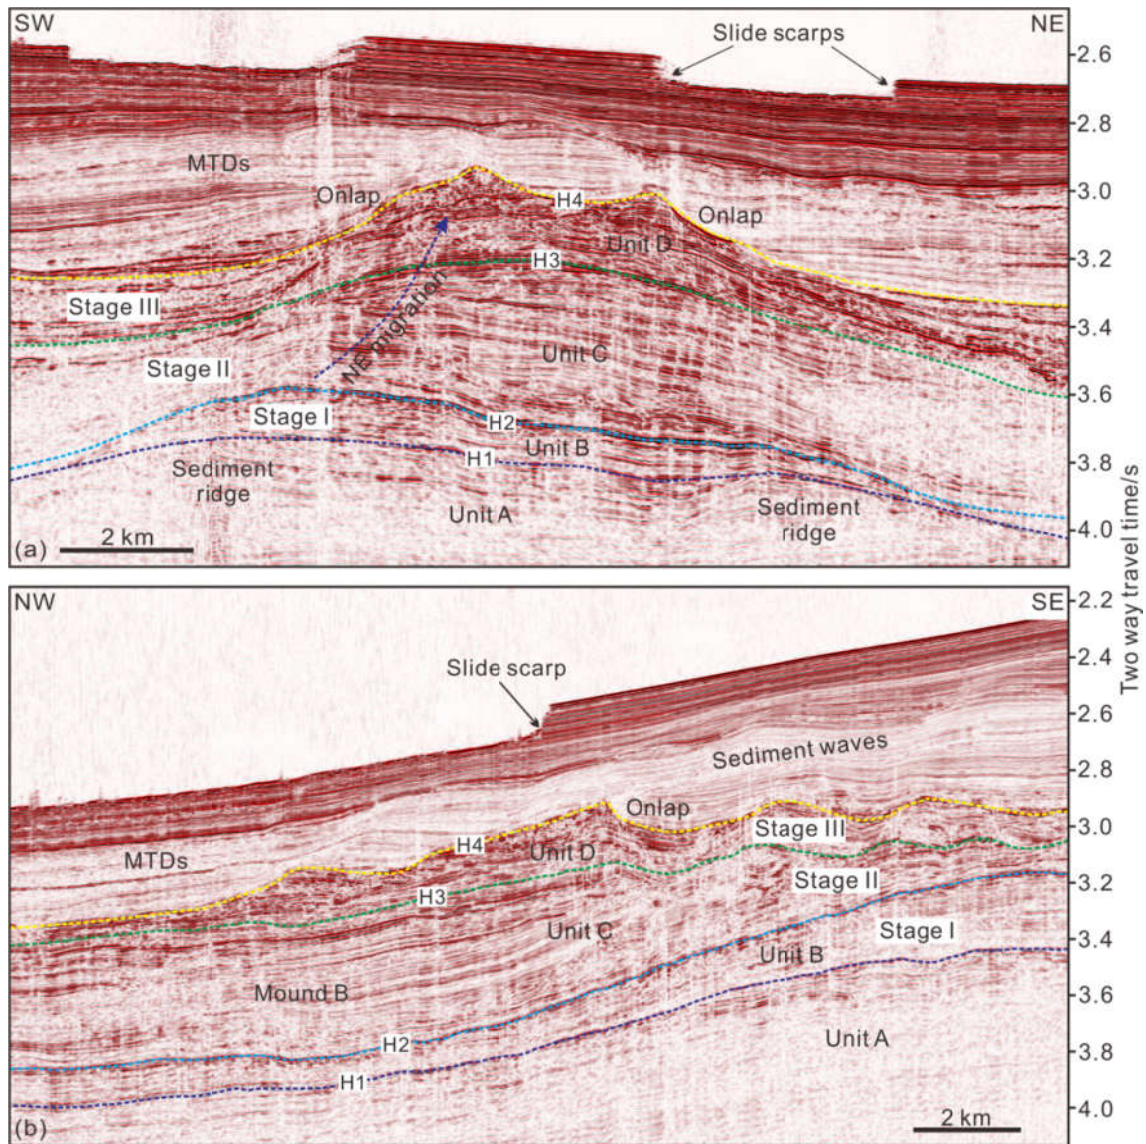 SW
NE
Slide scarps
2.6
2.8
MTDs
3.0
Onlap
H4
Onlap
Unit D
3.2
H3
Stage III
NE migration
3.4
Unit C
Stage II
3.6
Stage I
H2
Unit B
H1
3.8
Sediment
ridge
Sediment
ridge
Unit A
4.0
2 km
(a)
Two way travel time/s
NW
SE
2.2
Slide scarp
2.4
2.6
Sediment waves
2.8
Onlap
3.0
Stage III
H4
Unit D
MTDs
Stage II
3.2
H3
Unit C
Stage I
3.4
Unit B
Mound B
3.6
Unit A
H2
3.8
H1
2 km
4.0
(b)